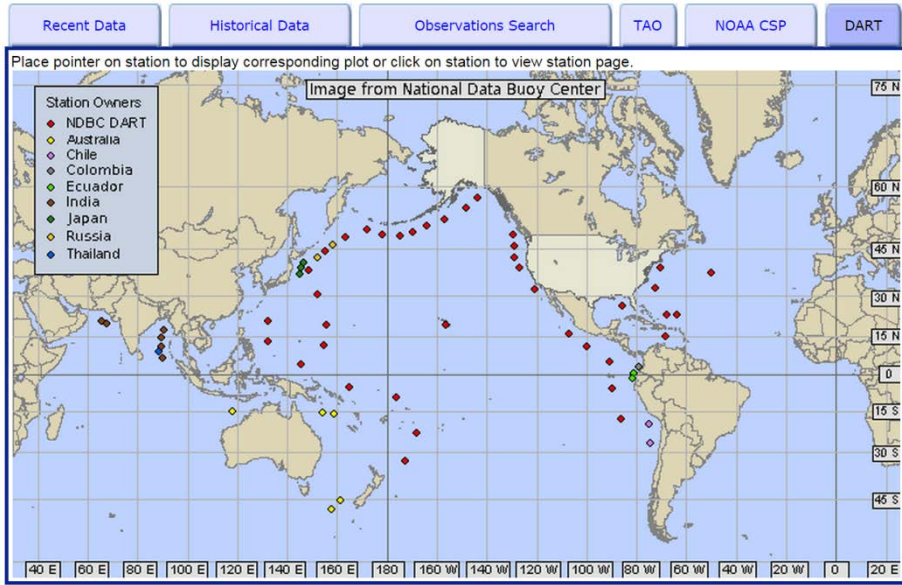 Recent Data Historical Data Observations Search TAO NOAA CSP DART
Place pointer on station to display corresponding plot or click on station to view station page.
Image from National Data Buoy Center
Station Owners
NDBC DART
Australia
Chile
Colombia
Ecuador
India
Japan
Russia
Thailand
75 N
60 N
45 N
30 N
15 N
0
15 S
30 S
45 S
40 E 60 E 80 E 100 E 120 E 140 E 160 E 180 160 W 140 W 120 W 100 W 80 W 60 W 40 W 20 W 0 20 E